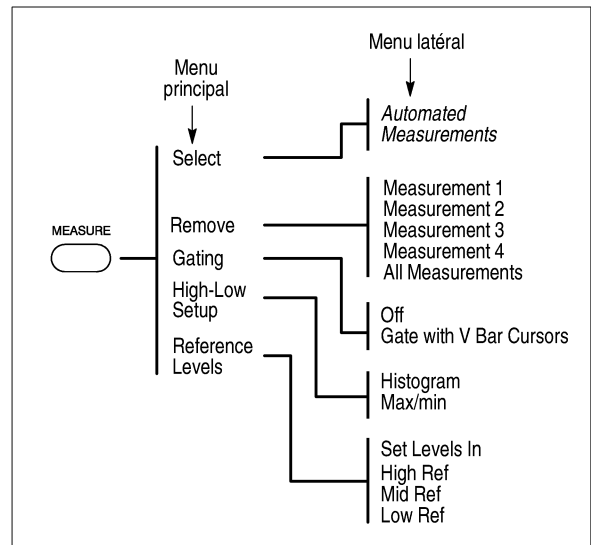 Menu latéral
Menu
principal
Automated
Measurements
Select
Measurement 1
Measurement 2
Measurement 3
Measurement 4
All Measurements
MEASURE
Remove
Gating
High-Low
Setup
Reference
Levels
Off
Gate with V Bar Cursors
Histogram
Max/min
Set Levels In
High Ref
Mid Ref
Low Ref